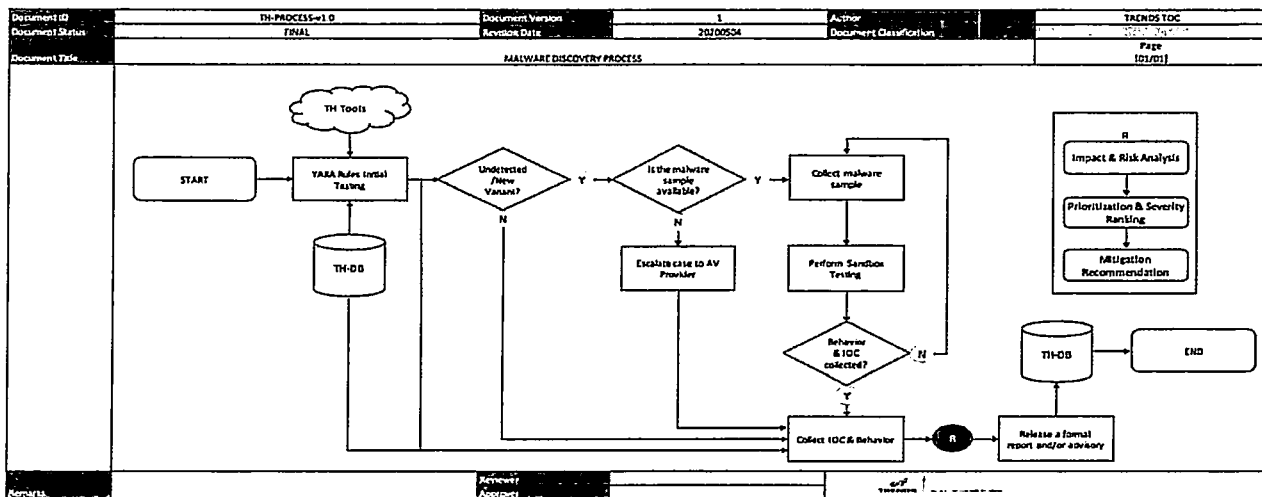 Document ID TH-PROCESS-v1.0 Document Version 1 Author TRENDS TOC
Document Status FINAL Revision Date 20200504 Document Classification
Document Title MALWARE DISCOVERY PROCESS Page
[01/01]
TH Tools
START
YARA Rules Initial
Testing
Undetected
/New
Variant?
Y
N
Is the malware
sample
available?
Y
N
Collect malware
sample
TH-DB
Escalate case to AV
Provider
Perform Sandbox
Testing
Behavior
& IOC
collected?
N
Y
Collect IOC & Behavior
R
Release a formal
report and/or advisory
TH-DB
END
R
Impact & Risk Analysis
Prioritization & Severity
Ranking
Mitigation
Recommendation
Remarks Reviewer
Approver